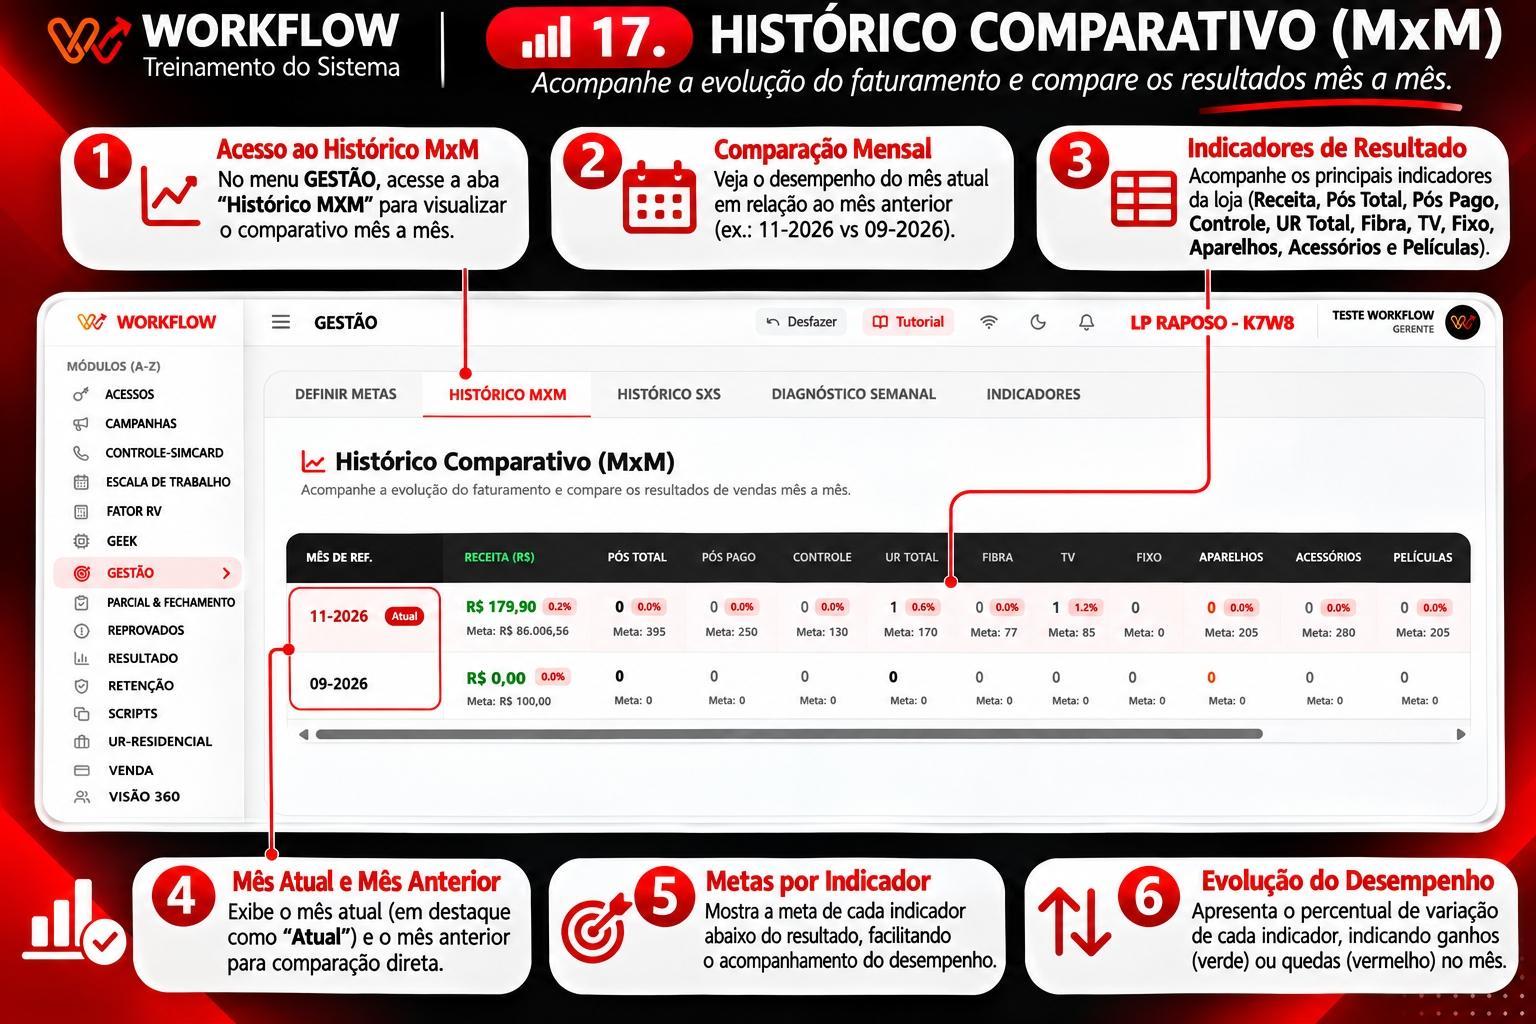 WORKFLOW
Treinamento do Sistema
17.
HISTÓRICO COMPARATIVO (MxM)
Acompanhe a evolução do faturamento e compare os resultados mês a mês.
1
Acesso ao Histórico MxM
No menu GESTÃO, acesse a aba
“Histórico MXM” para visualizar
o comparativo mês a mês.
2
Comparação Mensal
Veja o desempenho do mês atual
em relação ao mês anterior
(ex.: 11-2026 vs 09-2026).
3
Indicadores de Resultado
Acompanhe os principais indicadores
da loja (Receita, Pós Total, Pós Pago,
Controle, UR Total, Fibra, TV, Fixo,
Aparelhos, Acessórios e Películas).
WORKFLOW
GESTÃO
Desfazer
Tutorial
LP RAPOSO - K7W8
TESTE WORKFLOW
GERENTE
MÓDULOS (A-Z)
ACESSOS
CAMPANHAS
CONTROLE-SIMCARD
ESCALA DE TRABALHO
FATOR RV
GEEK
GESTÃO
PARCIAL & FECHAMENTO
REPROVADOS
RESULTADO
RETENÇÃO
SCRIPTS
UR-RESIDENCIAL
VENDA
VISÃO 360
DEFINIR METAS HISTÓRICO MXM HISTÓRICO SXS DIAGNÓSTICO SEMANAL INDICADORES
Histórico Comparativo (MxM)
Acompanhe a evolução do faturamento e compare os resultados de vendas mês a mês.
MÊS DE REF. RECEITA (R$) PÓS TOTAL PÓS PAGO CONTROLE UR TOTAL FIBRA TV FIXO APARELHOS ACESSÓRIOS PELÍCULAS
11-2026 Atual R$ 179,90 0.2% 0 0.0% 0 0.0% 0 0.0% 1 0.6% 0 0.0% 1 1.2% 0 0 0.0% 0 0.0% 0 0.0%
Meta: R$ 86.006,56 Meta: 395 Meta: 250 Meta: 130 Meta: 170 Meta: 77 Meta: 85 Meta: 0 Meta: 205 Meta: 280 Meta: 205
09-2026 R$ 0,00 0.0% 0 0 0 0 0 0 0 0 0 0
Meta: R$ 100,00 Meta: 0 Meta: 0 Meta: 0 Meta: 0 Meta: 0 Meta: 0 Meta: 0 Meta: 0 Meta: 0 Meta: 0
4
Mês Atual e Mês Anterior
Exibe o mês atual (em destaque
como “Atual”) e o mês anterior
para comparação direta.
5
Metas por Indicador
Mostra a meta de cada indicador
abaixo do resultado, facilitando
o acompanhamento do desempenho.
6
Evolução do Desempenho
Apresenta o percentual de variação
de cada indicador, indicando ganhos
(verde) ou quedas (vermelho) no mês.